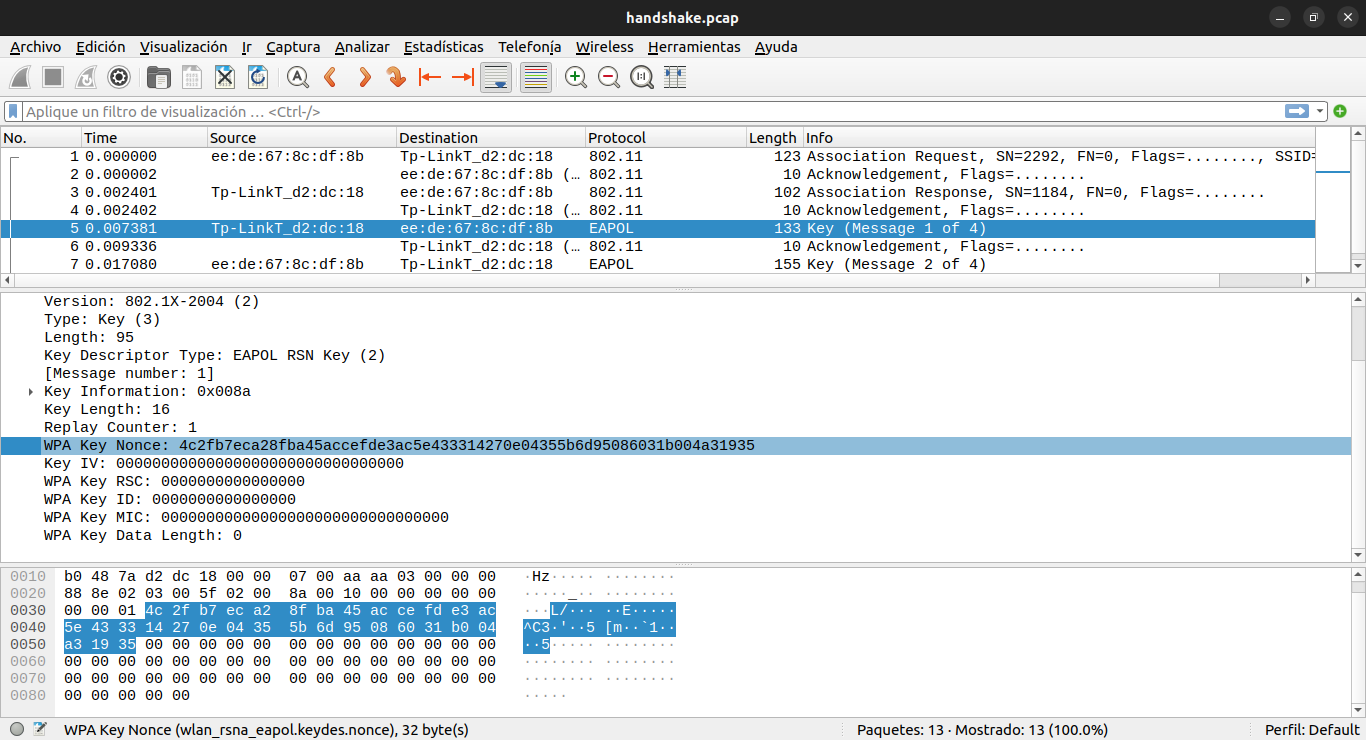 handshake.pcap
Archivo Edición Visualización Ir Captura Analizar Estadísticas Telefonía Wireless Herramientas Ayuda
Aplique un filtro de visualización … <Ctrl-/>
No. Time Source Destination Protocol Length Info
1 0.000000 ee:de:67:8c:df:8b Tp-LinkT_d2:dc:18 802.11 123 Association Request, SN=2292, FN=0, Flags=........, SSID=
2 0.000002 ee:de:67:8c:df:8b (… 802.11 10 Acknowledgement, Flags=........
3 0.002401 Tp-LinkT_d2:dc:18 ee:de:67:8c:df:8b 802.11 102 Association Response, SN=1184, FN=0, Flags=........
4 0.002402 Tp-LinkT_d2:dc:18 (… 802.11 10 Acknowledgement, Flags=........
5 0.007381 Tp-LinkT_d2:dc:18 ee:de:67:8c:df:8b EAPOL 133 Key (Message 1 of 4)
6 0.009336 Tp-LinkT_d2:dc:18 (… 802.11 10 Acknowledgement, Flags=........
7 0.017080 ee:de:67:8c:df:8b Tp-LinkT_d2:dc:18 EAPOL 155 Key (Message 2 of 4)
Version: 802.1X-2004 (2)
Type: Key (3)
Length: 95
Key Descriptor Type: EAPOL RSN Key (2)
[Message number: 1]
Key Information: 0x008a
Key Length: 16
Replay Counter: 1
WPA Key Nonce: 4c2fb7eca28fba45accefde3ac5e433314270e04355b6d95086031b004a31935
Key IV: 00000000000000000000000000000000
WPA Key RSC: 0000000000000000
WPA Key ID: 0000000000000000
WPA Key MIC: 00000000000000000000000000000000
WPA Key Data Length: 0
0010 b0 48 7a d2 dc 18 00 00 07 00 aa aa 03 00 00 00 ·Hz····· ········
0020 88 8e 02 03 00 5f 02 00 8a 00 10 00 00 00 00 00 ·····_·· ········
0030 00 00 01 4c 2f b7 ec a2 8f ba 45 ac ce fd e3 ac ···L/··· ··E·····
0040 5e 43 33 14 27 0e 04 35 5b 6d 95 08 60 31 b0 04 ^C3·'··5 [m··`1··
0050 a3 19 35 00 00 00 00 00 00 00 00 00 00 00 00 00 ··5····· ········
0060 00 00 00 00 00 00 00 00 00 00 00 00 00 00 00 00 ········ ········
0070 00 00 00 00 00 00 00 00 00 00 00 00 00 00 00 00 ········ ········
0080 00 00 00 00 00 ·····
WPA Key Nonce (wlan_rsna_eapol.keydes.nonce), 32 byte(s) Paquetes: 13 · Mostrado: 13 (100.0%) Perfil: Default